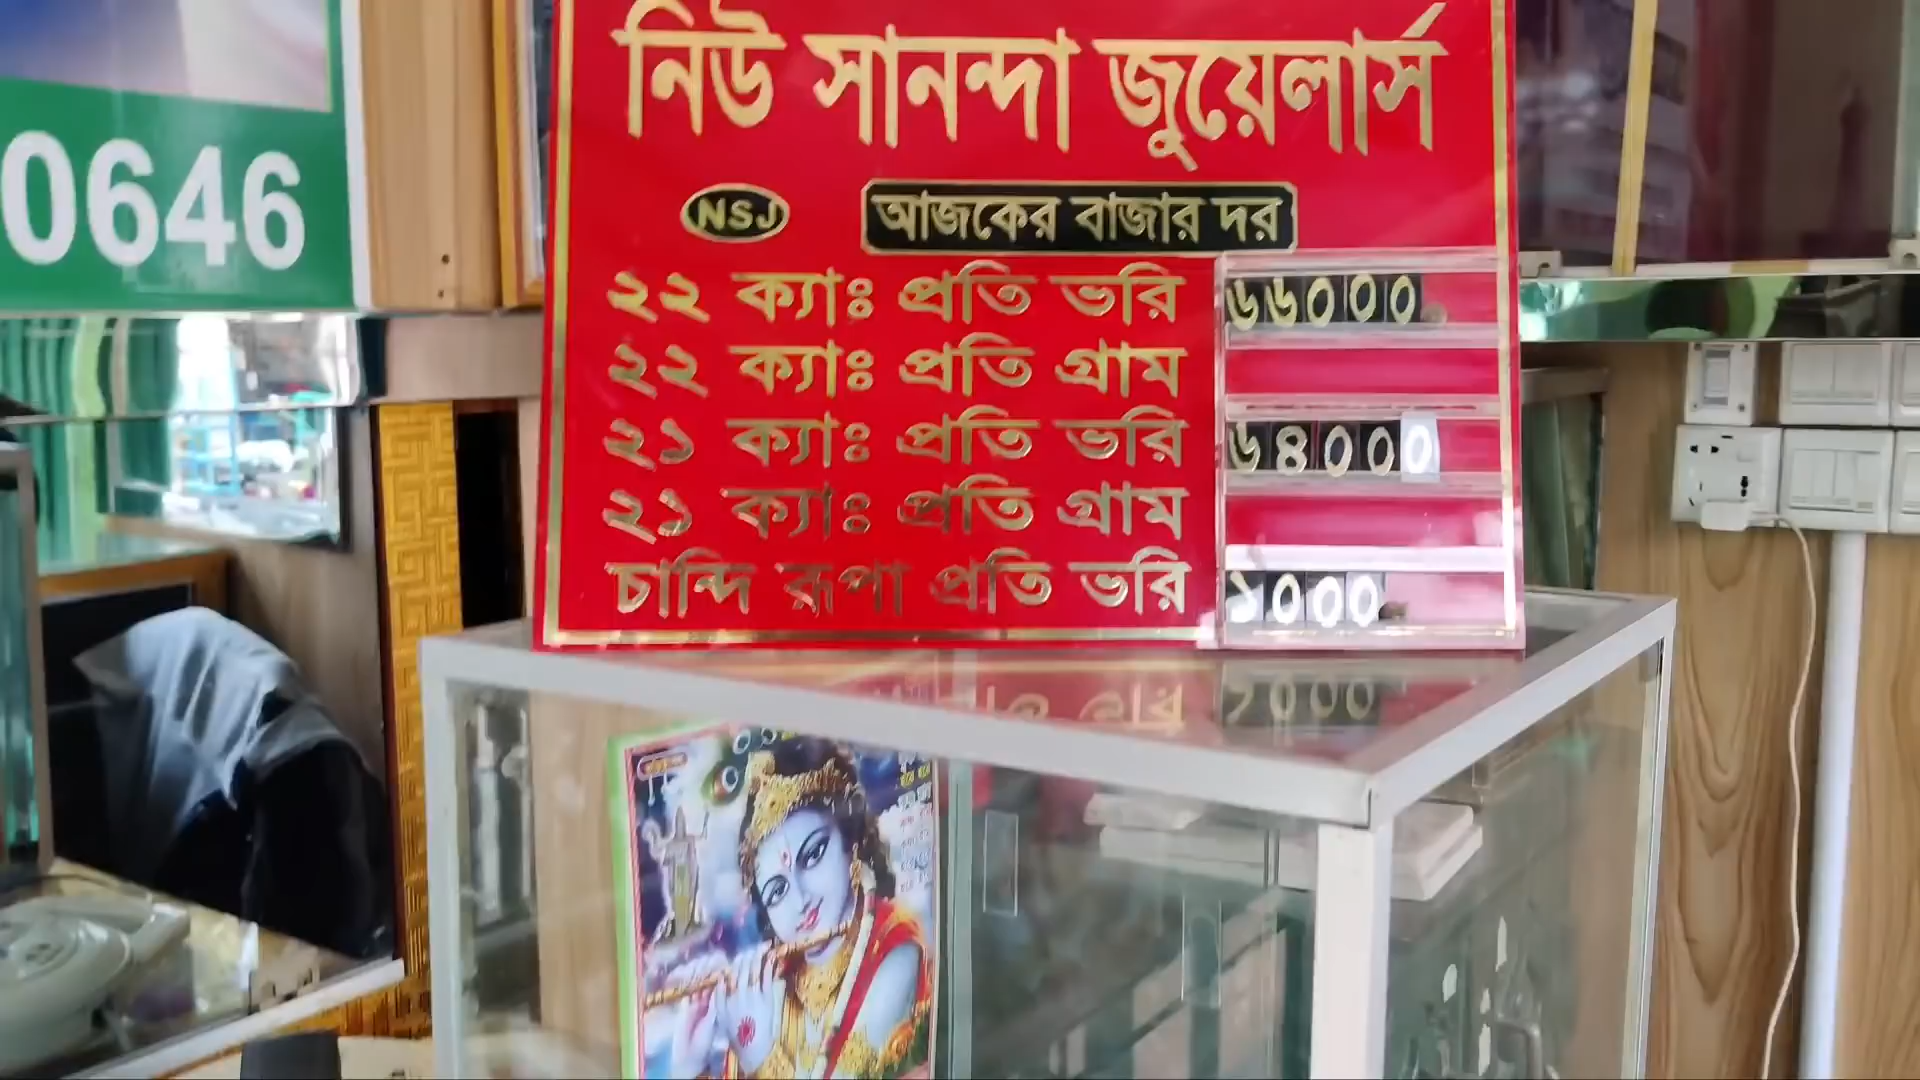 নিউ সানন্দা জুয়েলার্স
NSJ আজকের বাজার দর
২২ ক্যাঃ প্রতি ভরি ৬৬০০০
২২ ক্যাঃ প্রতি গ্রাম
২১ ক্যাঃ প্রতি ভরি ৬৪০০০
২১ ক্যাঃ প্রতি গ্রাম
চান্দি রূপা প্রতি ভরি ১০০০
0646